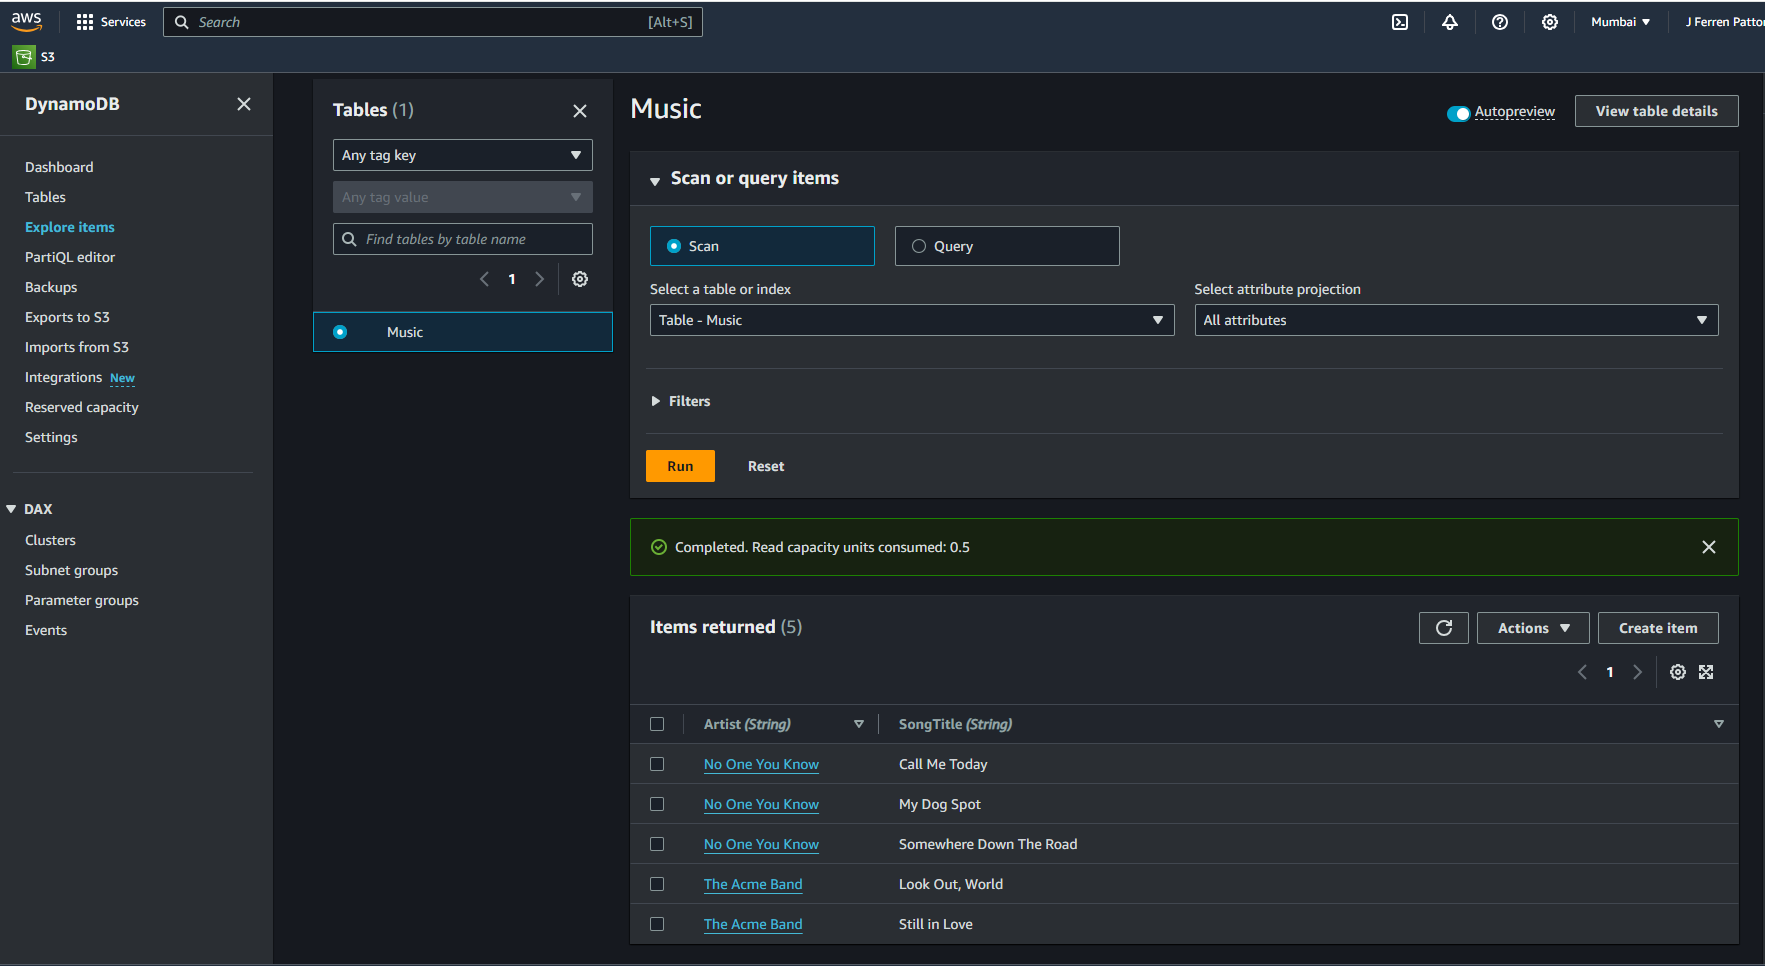 aws
Services
Search [Alt+S]
Mumbai
J Ferren Patto
S3
DynamoDB
Dashboard
Tables
Explore items
PartiQL editor
Backups
Exports to S3
Imports from S3
Integrations New
Reserved capacity
Settings
DAX
Clusters
Subnet groups
Parameter groups
Events
Tables (1)
Any tag key
Any tag value
Find tables by table name
1
Music
Music
Autopreview
View table details
Scan or query items
Scan
Query
Select a table or index
Table - Music
Select attribute projection
All attributes
Filters
Run
Reset
Completed. Read capacity units consumed: 0.5
Items returned (5)
Actions
Create item
1
Artist (String) SongTitle (String)
No One You Know Call Me Today
No One You Know My Dog Spot
No One You Know Somewhere Down The Road
The Acme Band Look Out, World
The Acme Band Still in Love